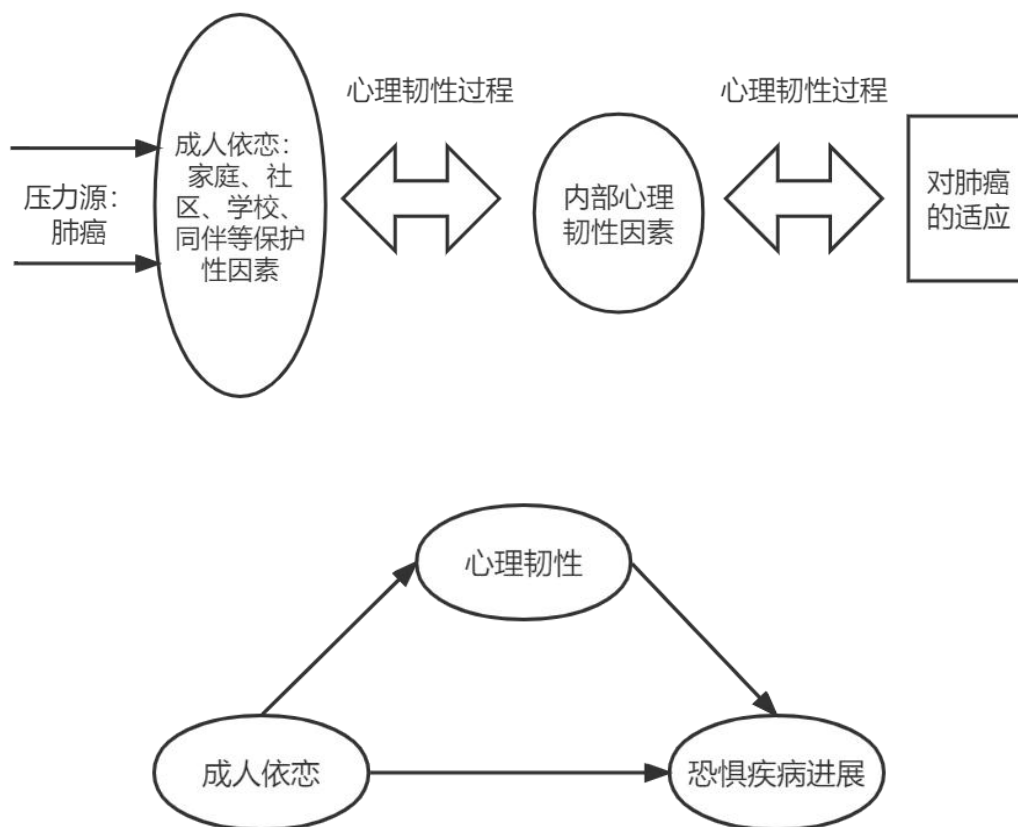 心理韧性过程
心理韧性过程
压力源：
肺癌
成人依恋：
家庭、社
区、学校、
同伴等保护
性因素
内部心理
韧性因素
对肺癌
的适应
心理韧性
成人依恋
恐惧疾病进展